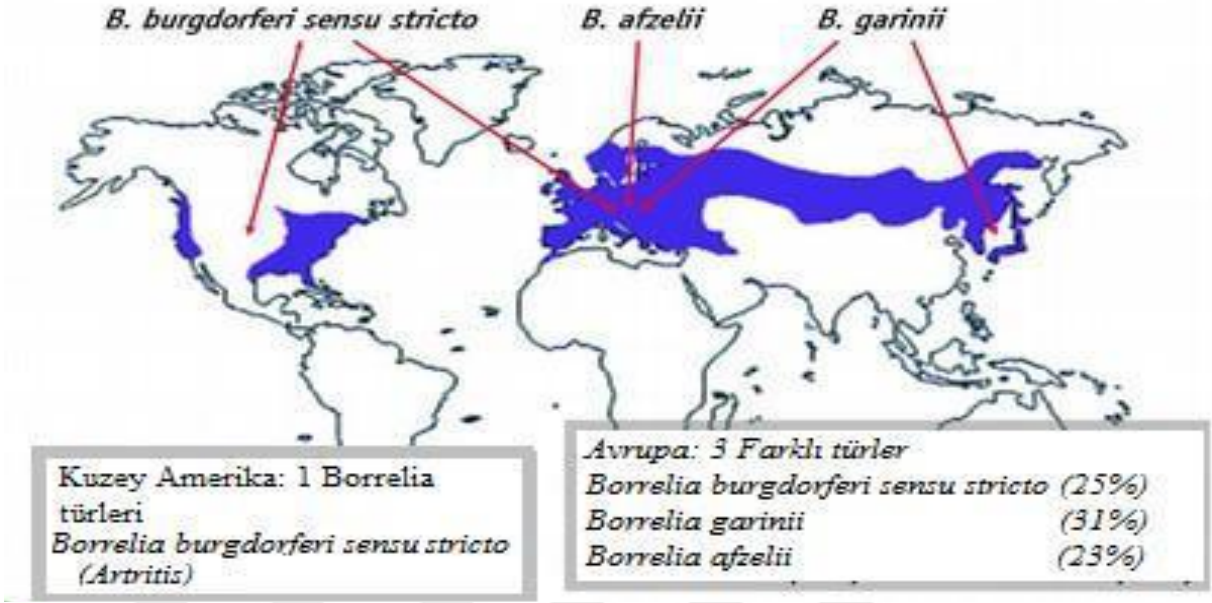 B. burgdorferi sensu stricto
B. afzelii
B. garinii
Kuzey Amerika: 1 Borrelia
türleri
Borrelia burgdorferi sensu stricto
(Artritis)
Avrupa: 3 Farklı türler
Borrelia burgdorferi sensu stricto (25%)
Borrelia garinii (31%)
Borrelia afzelii (23%)